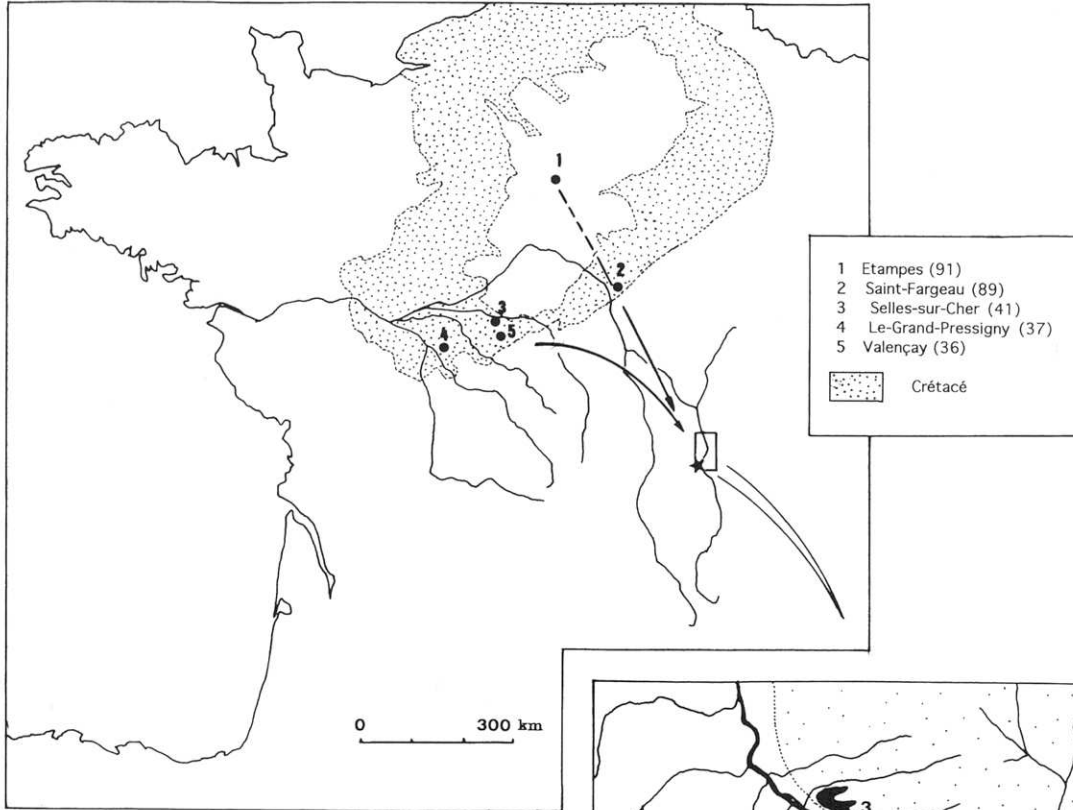 1
2
3
5
4
1 Etampes (91)
2 Saint-Fargeau (89)
3 Selles-sur-Cher (41)
4 Le-Grand-Pressigny (37)
5 Valençay (36)
Crétacé
0 300 km
3